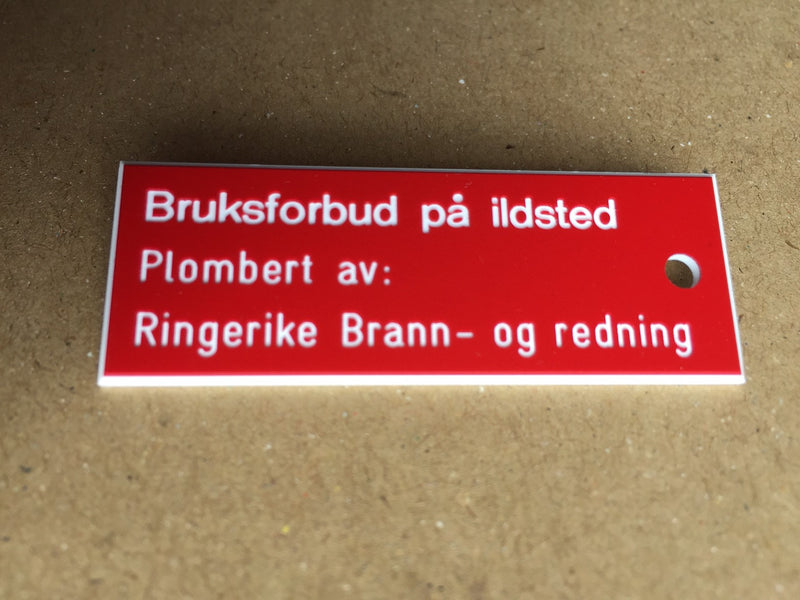 Bruksforbud på ildsted
Plombert av:
Ringerike Brann- og redning